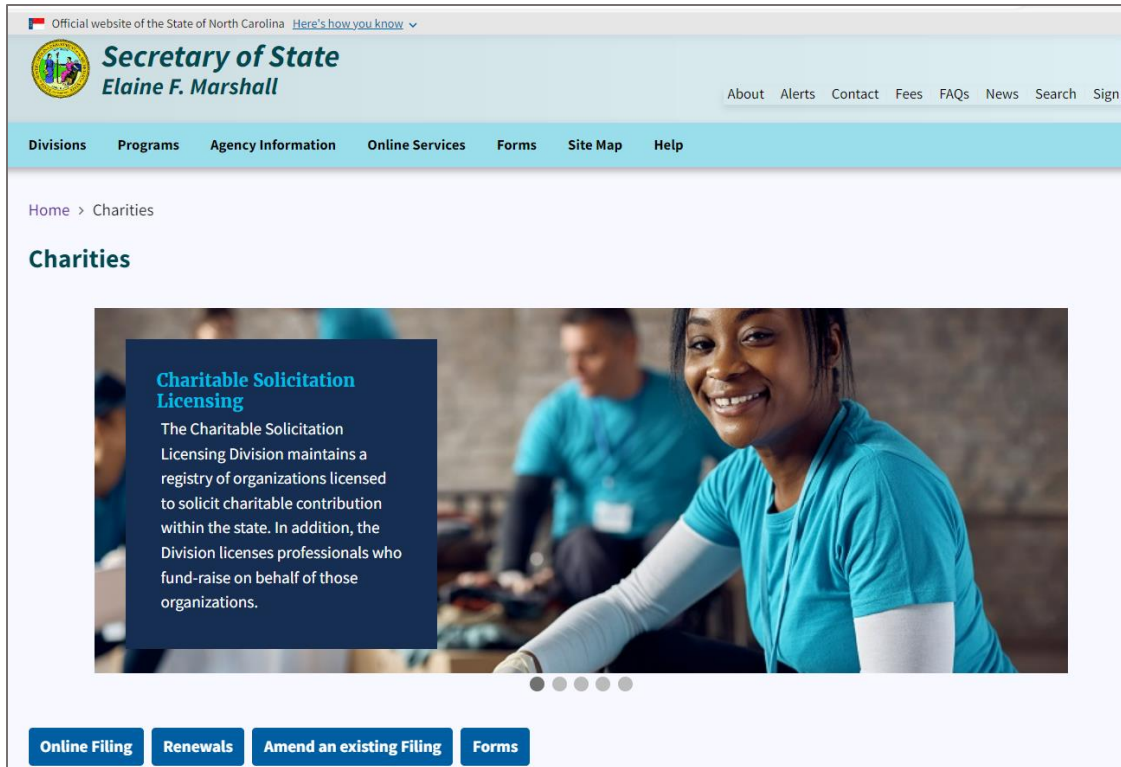 Official website of the State of North Carolina Here's how you know
Secretary of State
Elaine F. Marshall
About Alerts Contact Fees FAQs News Search Sign
Divisions Programs Agency Information Online Services Forms Site Map Help
Home > Charities
Charities
Charitable Solicitation
Licensing
The Charitable Solicitation
Licensing Division maintains a
registry of organizations licensed
to solicit charitable contribution
within the state. In addition, the
Division licenses professionals who
fund-raise on behalf of those
organizations.
Online Filing Renewals Amend an existing Filing Forms